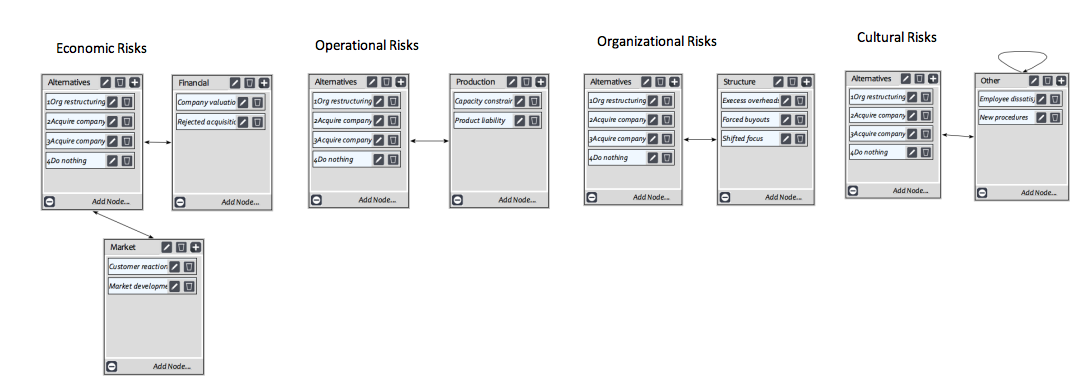 Economic Risks
Operational Risks
Organizational Risks
Cultural Risks
Alternatives
1Org restructuring
2Acquire company
3Acquire company
4Do nothing
Add Node...
Financial
Company valuatio
Rejected acquisitic
Add Node...
Market
Customer reaction
Market developme
Add Node...
Alternatives
1Org restructuring
2Acquire company
3Acquire company
4Do nothing
Add Node...
Production
Capacity constrair
Product liability
Add Node...
Alternatives
1Org restructuring
2Acquire company
3Acquire company
4Do nothing
Add Node...
Structure
Execess overheads
Forced buyouts
Shifted focus
Add Node...
Alternatives
1Org restructuring
2Acquire company
3Acquire company
4Do nothing
Add Node...
Other
Employee dissatis
New procedures
Add Node...